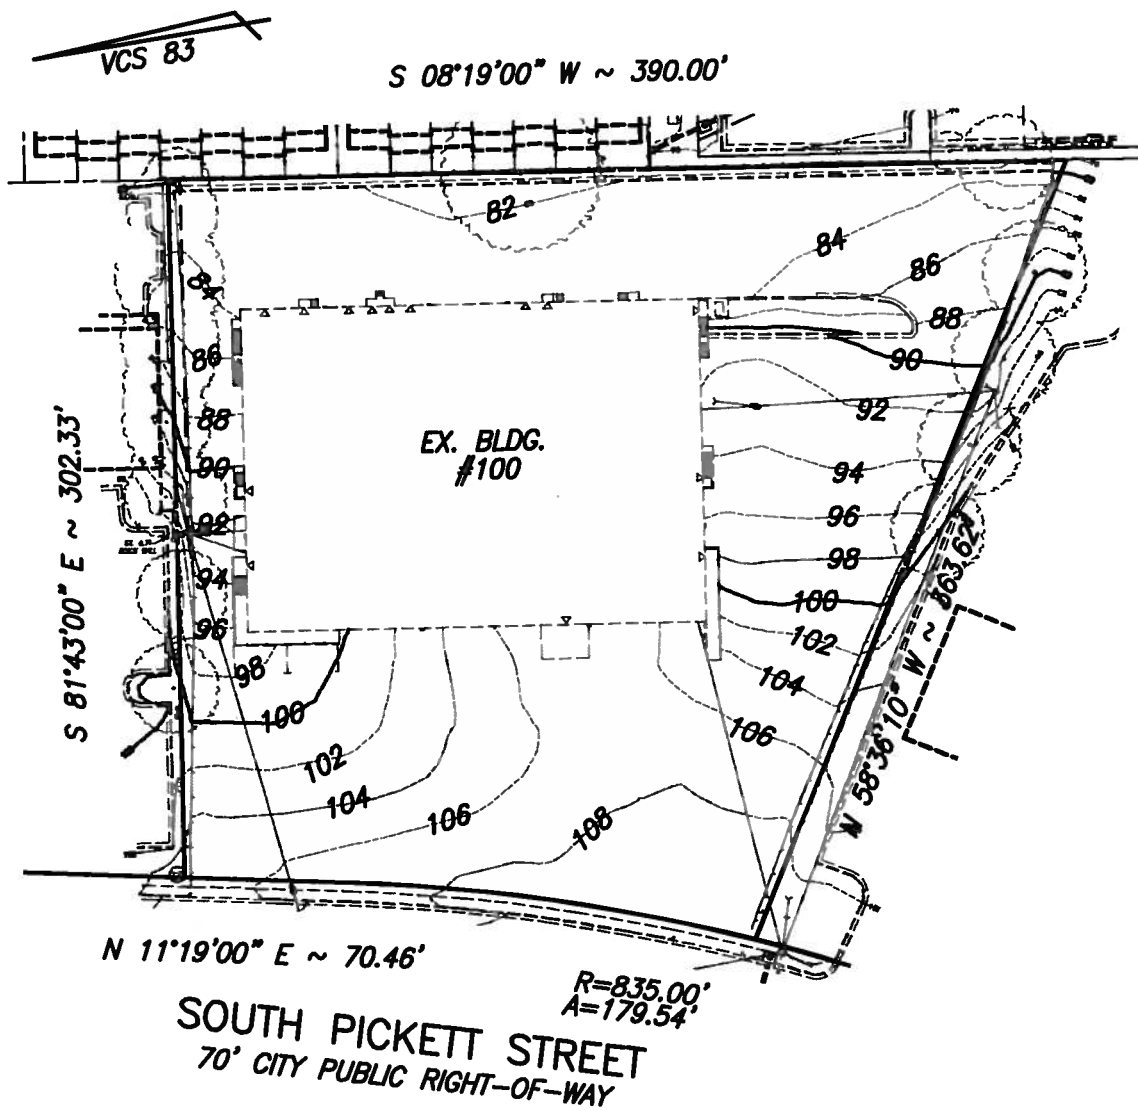 VCS 83
S 08°19'00" W ~ 390.00'
82
84
84
86
88
86
90
88
92
EX. BLDG.
#100
90
94
92
96
98
94
100
96
102
98
104
100
106
102
104
106
108
S 81°43'00" E ~ 302.33'
N 58°36'10" W ~ 363.62'
N 11°19'00" E ~ 70.46'
R=835.00'
A=179.54'
SOUTH PICKETT STREET
70' CITY PUBLIC RIGHT-OF-WAY